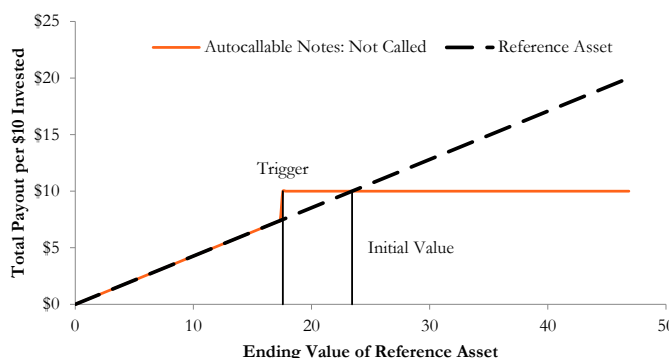 $25
Autocallable Notes: Not Called Reference Asset
$20
$15
Trigger
$10
Initial Value
$5
$0
0 10 20 30 40 50
Total Payout per $10 Invested
Ending Value of Reference Asset